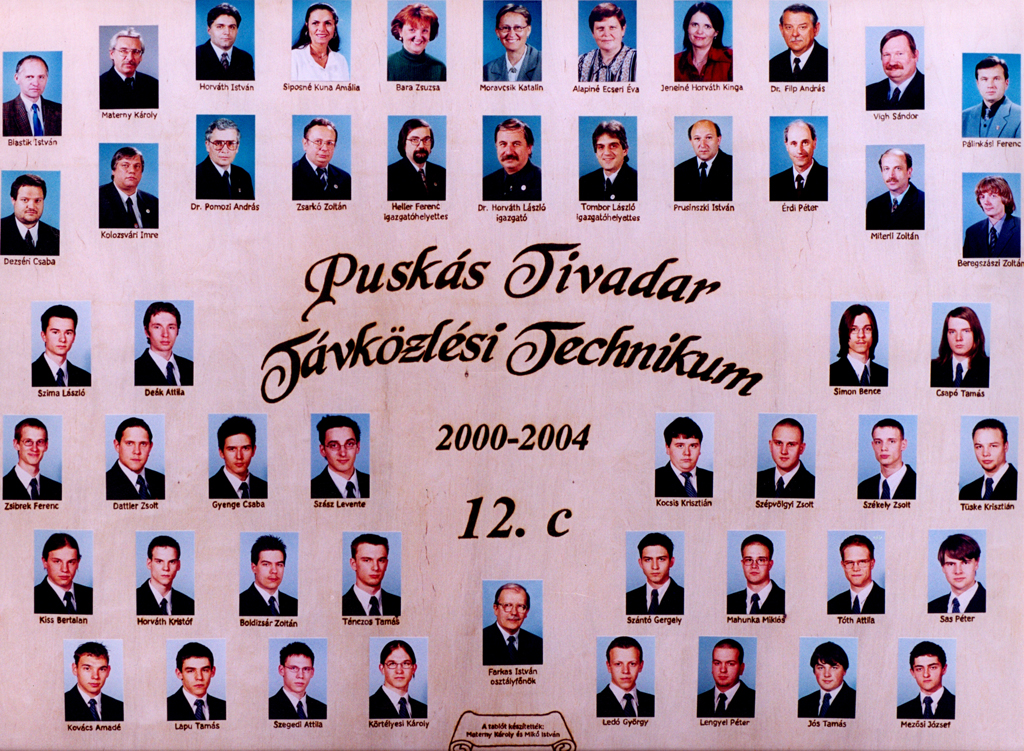 Horváth István
Siposné Kuna Amália
Bara Zsuzsa
Moravcsik Katalin
Alapiné Ecseri Éva
Jeneiné Horváth Kinga
Dr. Filp András
Materny Károly
Vigh Sándor
Blastik István
Pálinkási Ferenc
Dr. Pomozi András
Zsarkó Zoltán
Heller Ferenc
igazgatóhelyettes
Dr. Horváth László
igazgató
Tombor László
igazgatóhelyettes
Prusinszki István
Érdi Péter
Kolozsvári Imre
Miterli Zoltán
Dezséri Csaba
Beregszászi Zoltán
Puskás Tivadar
Távközlési Technikum
2000-2004
12. c
Szima László
Deák Attila
Simon Bence
Csapó Tamás
Zsibrek Ferenc
Dattler Zsolt
Gyenge Csaba
Szász Levente
Kocsis Krisztián
Szépvölgyi Zsolt
Székely Zsolt
Tüske Krisztián
Kiss Bertalan
Horváth Kristóf
Boldizsár Zoltán
Tánczos Tamás
Szántó Gergely
Mahunka Miklós
Tóth Attila
Sas Péter
Farkas István
osztályfőnök
Kovács Amadé
Lapu Tamás
Szegedi Attila
Körtélyesi Károly
Ledó György
Lengyel Péter
Jós Tamás
Mezősi József
A tablót készítették:
Materny Károly és Mikó István